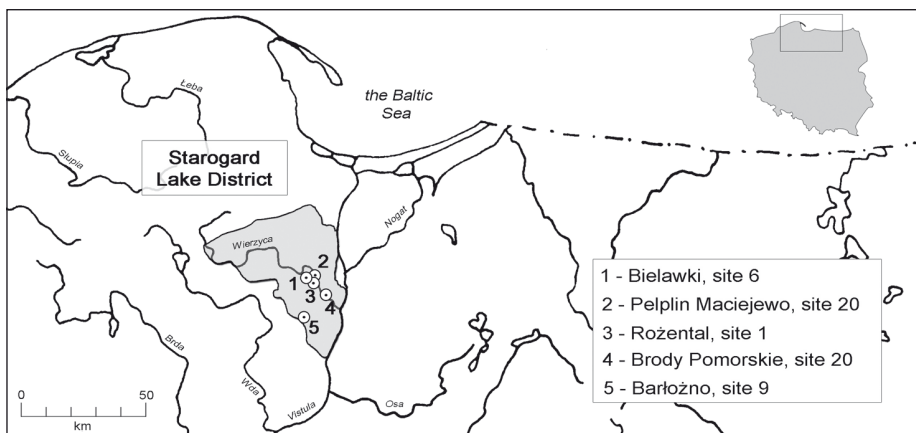 Łeba
the Baltic
Sea
Słupia
Starogard
Lake District
Nogat
Wierzyca
2
1
3
4
5
1 - Bielawki, site 6
2 - Pelplin Maciejewo, site 20
3 - Rożental, site 1
4 - Brody Pomorskie, site 20
5 - Barłożno, site 9
Brda
Wda
Vistula
Osa
0 50
km